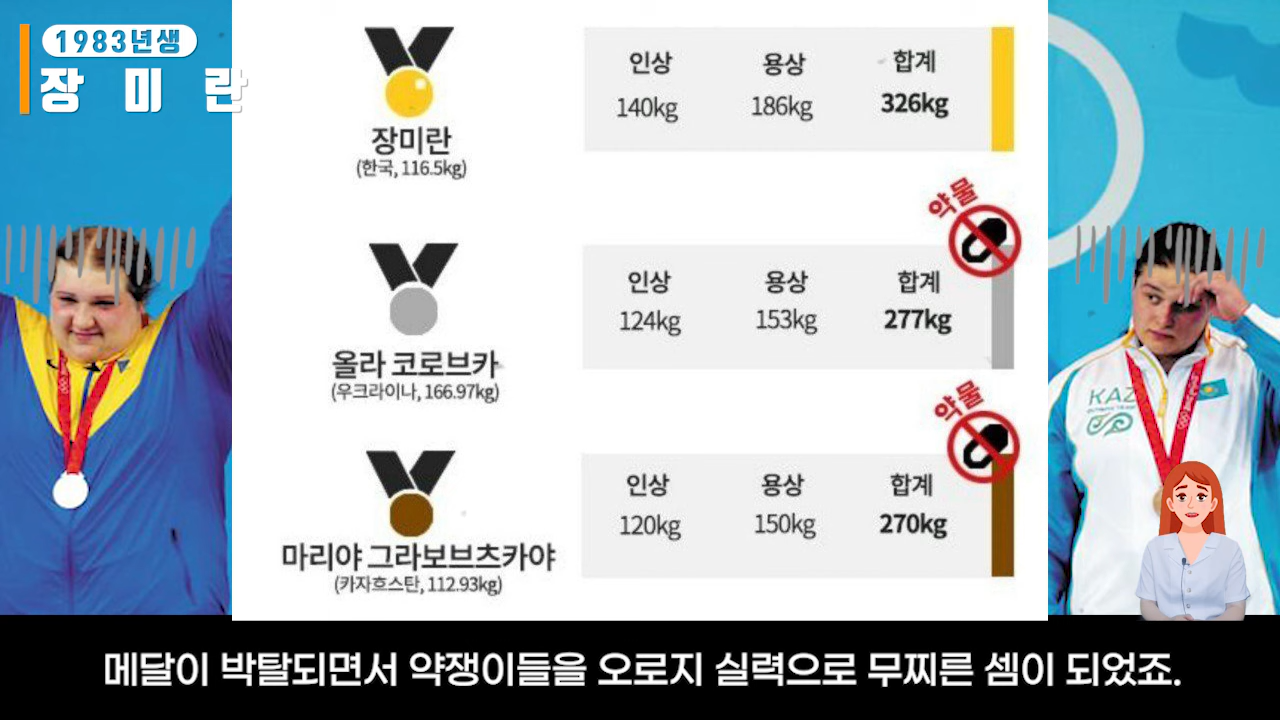 1983년생
장 미 란
인상 용상 합계
140kg 186kg 326kg
장미란
(한국, 116.5kg)
약물
인상 용상 합계
124kg 153kg 277kg
올라 코로브카
(우크라이나, 166.97kg)
약물
인상 용상 합계
120kg 150kg 270kg
마리야 그라보브츠카야
(카자흐스탄, 112.93kg)
KAZ
메달이 박탈되면서 약쟁이들을 오로지 실력으로 무찌른 셈이 되었죠.